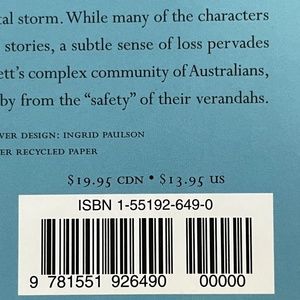 tal storm. While many of the characters
stories, a subtle sense of loss pervades
ett's complex community of Australians,
by from the “safety” of their verandahs.
VER DESIGN: INGRID PAULSON
ER RECYCLED PAPER
$19.95 CDN • $13.95 US
ISBN 1-55192-649-0
9 781551 926490 00000